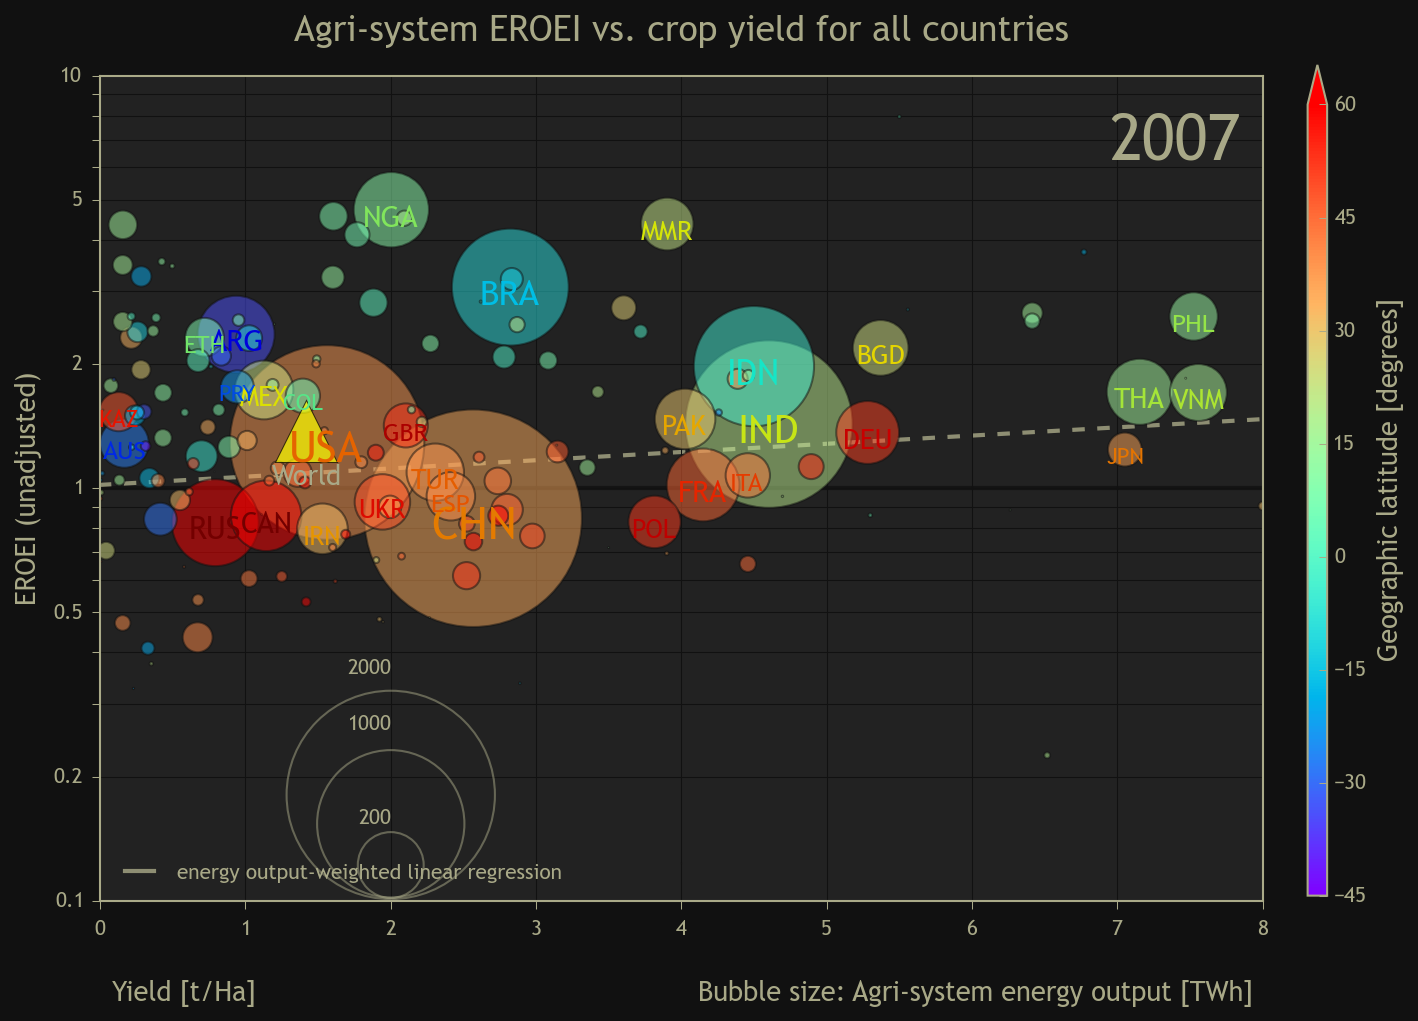 Agri-system EROEI vs. crop yield for all countries
2007
EROEI (unadjusted)
10
5
2
1
0.5
0.2
0.1
NGA
MMR
BRA
ARG
ETH
PHL
IDN
BGD
PRY
MEX
COL
THA
VNM
KAZ
AUS
GBR
PAK
IND
DEU
USA
World
TUR
ITA
JPN
FRA
ESP
UKR
RUS
CAN
IRN
CHN
POL
2000
1000
200
energy output-weighted linear regression
0 1 2 3 4 5 6 7 8
Yield [t/Ha]
Bubble size: Agri-system energy output [TWh]
60
45
30
15
0
−15
−30
−45
Geographic latitude [degrees]